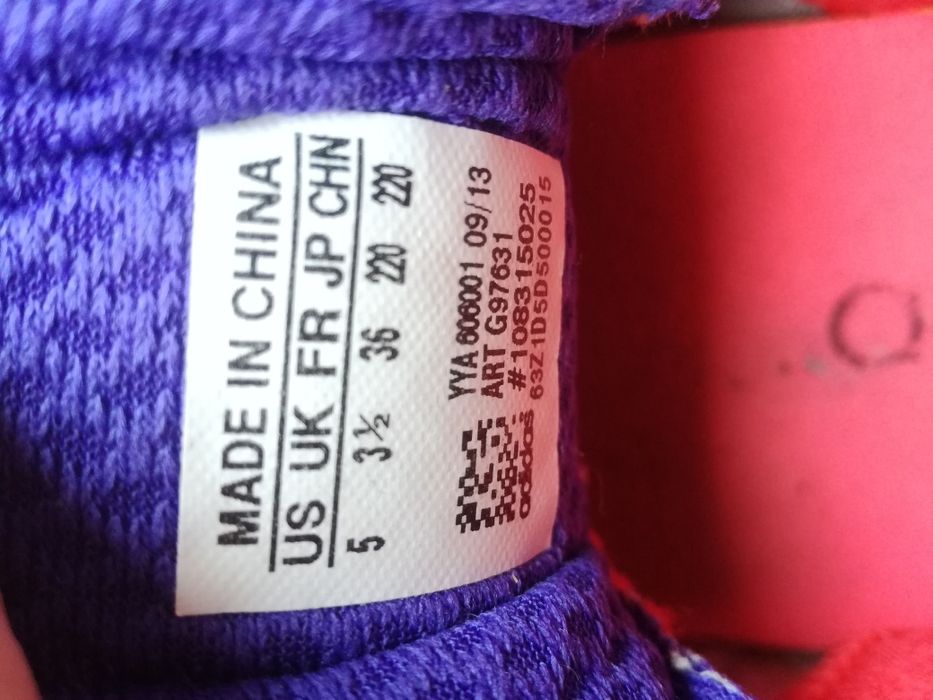 MADE IN CHINA
US UK FR JP CHN
5 3½ 36 220 220
YYA 606001 09/13
ART G97631
#108315025
adidas 63Z1D5D500015